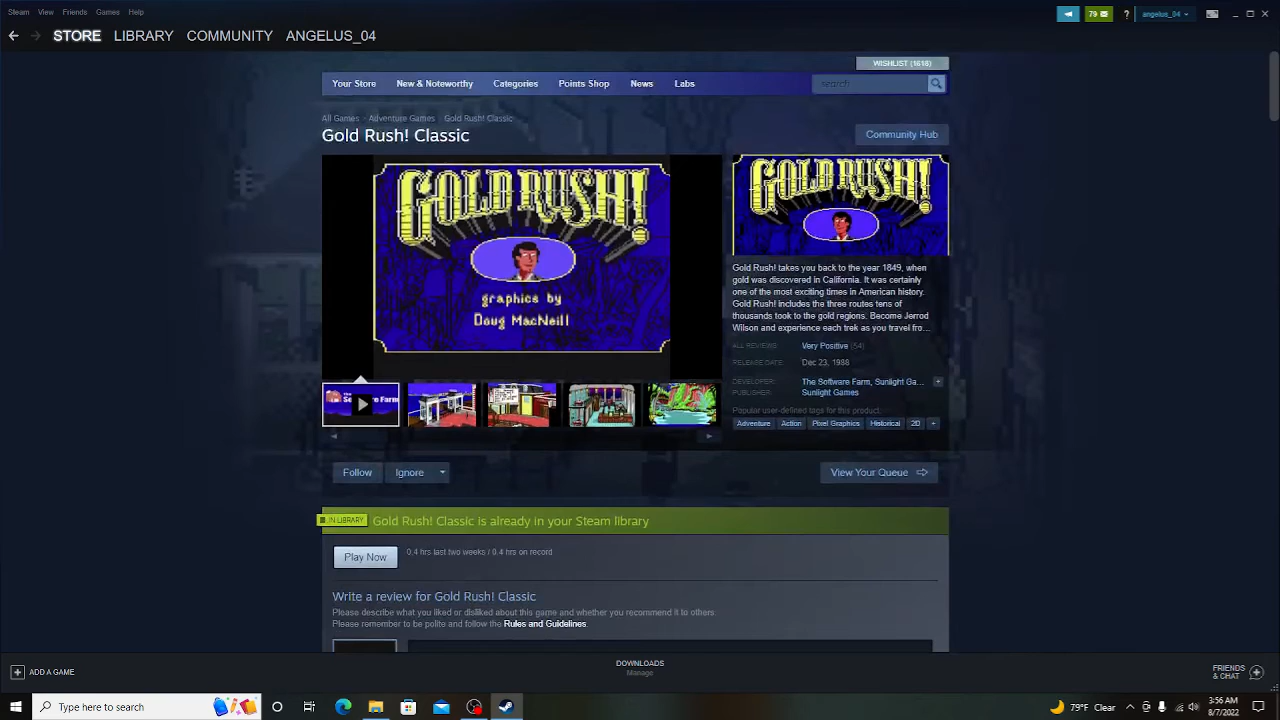 Steam View Friends Games Help
79 ? angelus_04
STORE LIBRARY COMMUNITY ANGELUS_04
WISHLIST (1618)
Your Store New & Noteworthy Categories Points Shop News Labs search
All Games > Adventure Games > Gold Rush! Classic
Gold Rush! Classic
Community Hub
GOLD RUSH!
graphics by
Doug MacNeill
GOLD RUSH!
Gold Rush! takes you back to the year 1849, when
gold was discovered in California. It was certainly
one of the most exciting times in American history.
Gold Rush! includes the three routes tens of
thousands took to the gold regions. Become Jerrod
Wilson and experience each trek as you travel fro...
ALL REVIEWS: Very Positive (54)
RELEASE DATE: Dec 23, 1988
DEVELOPER: The Software Farm, Sunlight Ga... +
PUBLISHER: Sunlight Games
Popular user-defined tags for this product:
Adventure Action Pixel Graphics Historical 2D +
the Software Farm
Follow Ignore View Your Queue
IN LIBRARY Gold Rush! Classic is already in your Steam library
Play Now 0.4 hrs last two weeks / 0.4 hrs on record
Write a review for Gold Rush! Classic
Please describe what you liked or disliked about this game and whether you recommend it to others.
Please remember to be polite and follow the Rules and Guidelines.
+ ADD A GAME
DOWNLOADS
Manage
FRIENDS
& CHAT +
Type here to search
79°F Clear
3:56 AM
8/7/2022